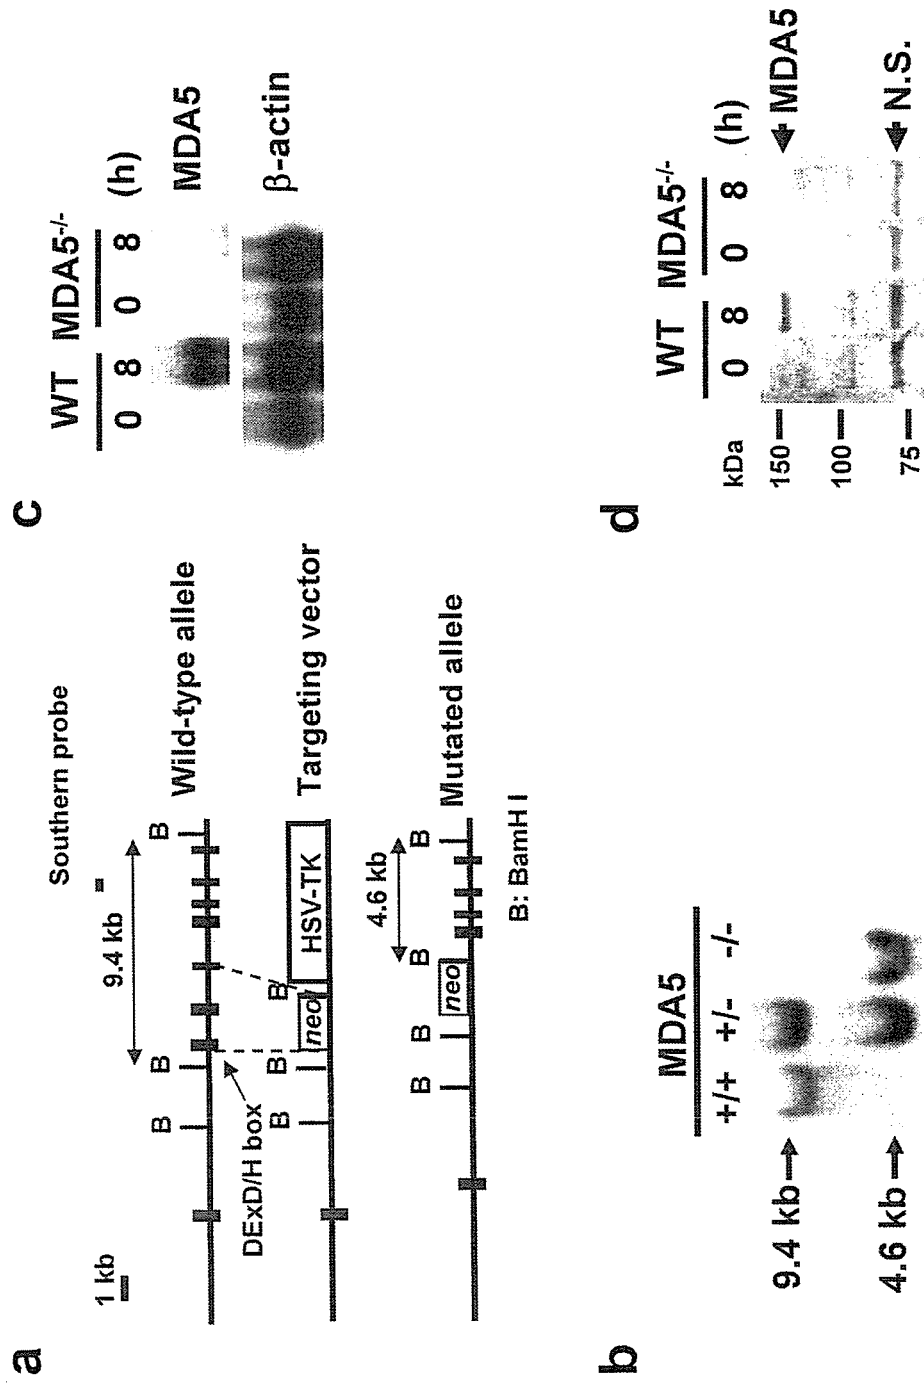 a
1 kb
Southern probe
9.4 kb
B B B
Wild-type allele
DExD/H box
B B B
neo
HSV-TK
Targeting vector
4.6 kb
B B B B
neo
Mutated allele
B: BamH I
b
MDA5
+/+ +/- -/-
9.4 kb
4.6 kb
c
WT MDA5-/-
0 8 0 8 (h)
MDA5
β-actin
d
WT MDA5-/-
kDa 0 8 0 8 (h)
150
MDA5
100
75
N.S.